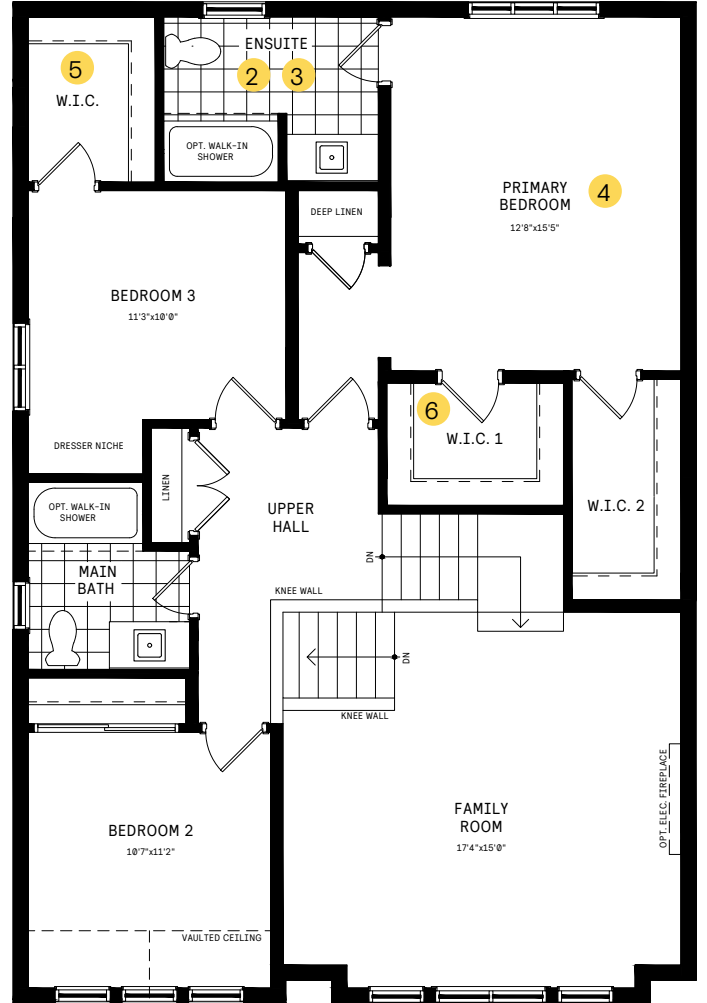 ENSUITE
2 3
5
W.I.C.
OPT. WALK-IN
SHOWER
PRIMARY
BEDROOM
4
12'8"x15'5"
DEEP LINEN
BEDROOM 3
11'3"x10'0"
6
W.I.C. 1
DRESSER NICHE
LINEN
W.I.C. 2
OPT. WALK-IN
SHOWER
UPPER
HALL
DN
MAIN
BATH
KNEE WALL
DN
KNEE WALL
OPT. ELEC. FIREPLACE
FAMILY
ROOM
17'4"x15'0"
BEDROOM 2
10'7"x11'2"
VAULTED CEILING